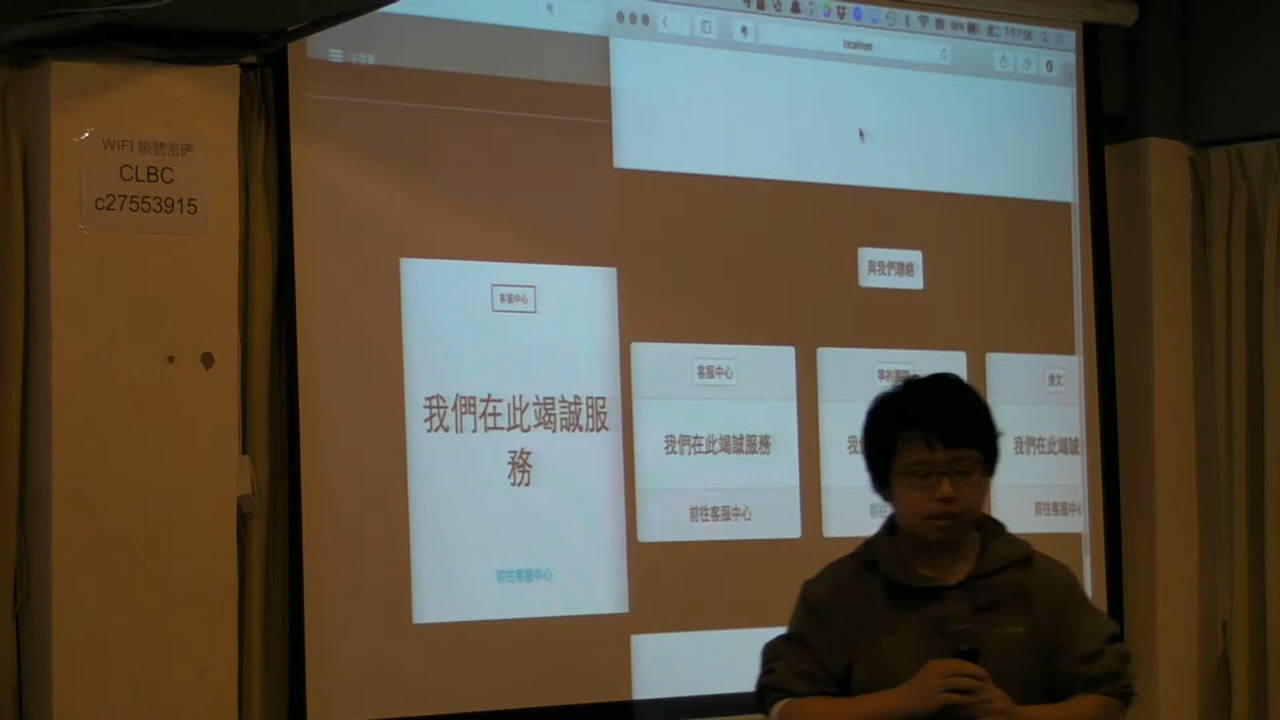 WIFI 帳號密碼
CLBC
c27553915
localhost
與我們聯絡
客服中心
我們在此竭誠服
務
前往客服中心
客服中心
我們在此竭誠服務
前往客服中心
我們在此竭誠
前往客服中心